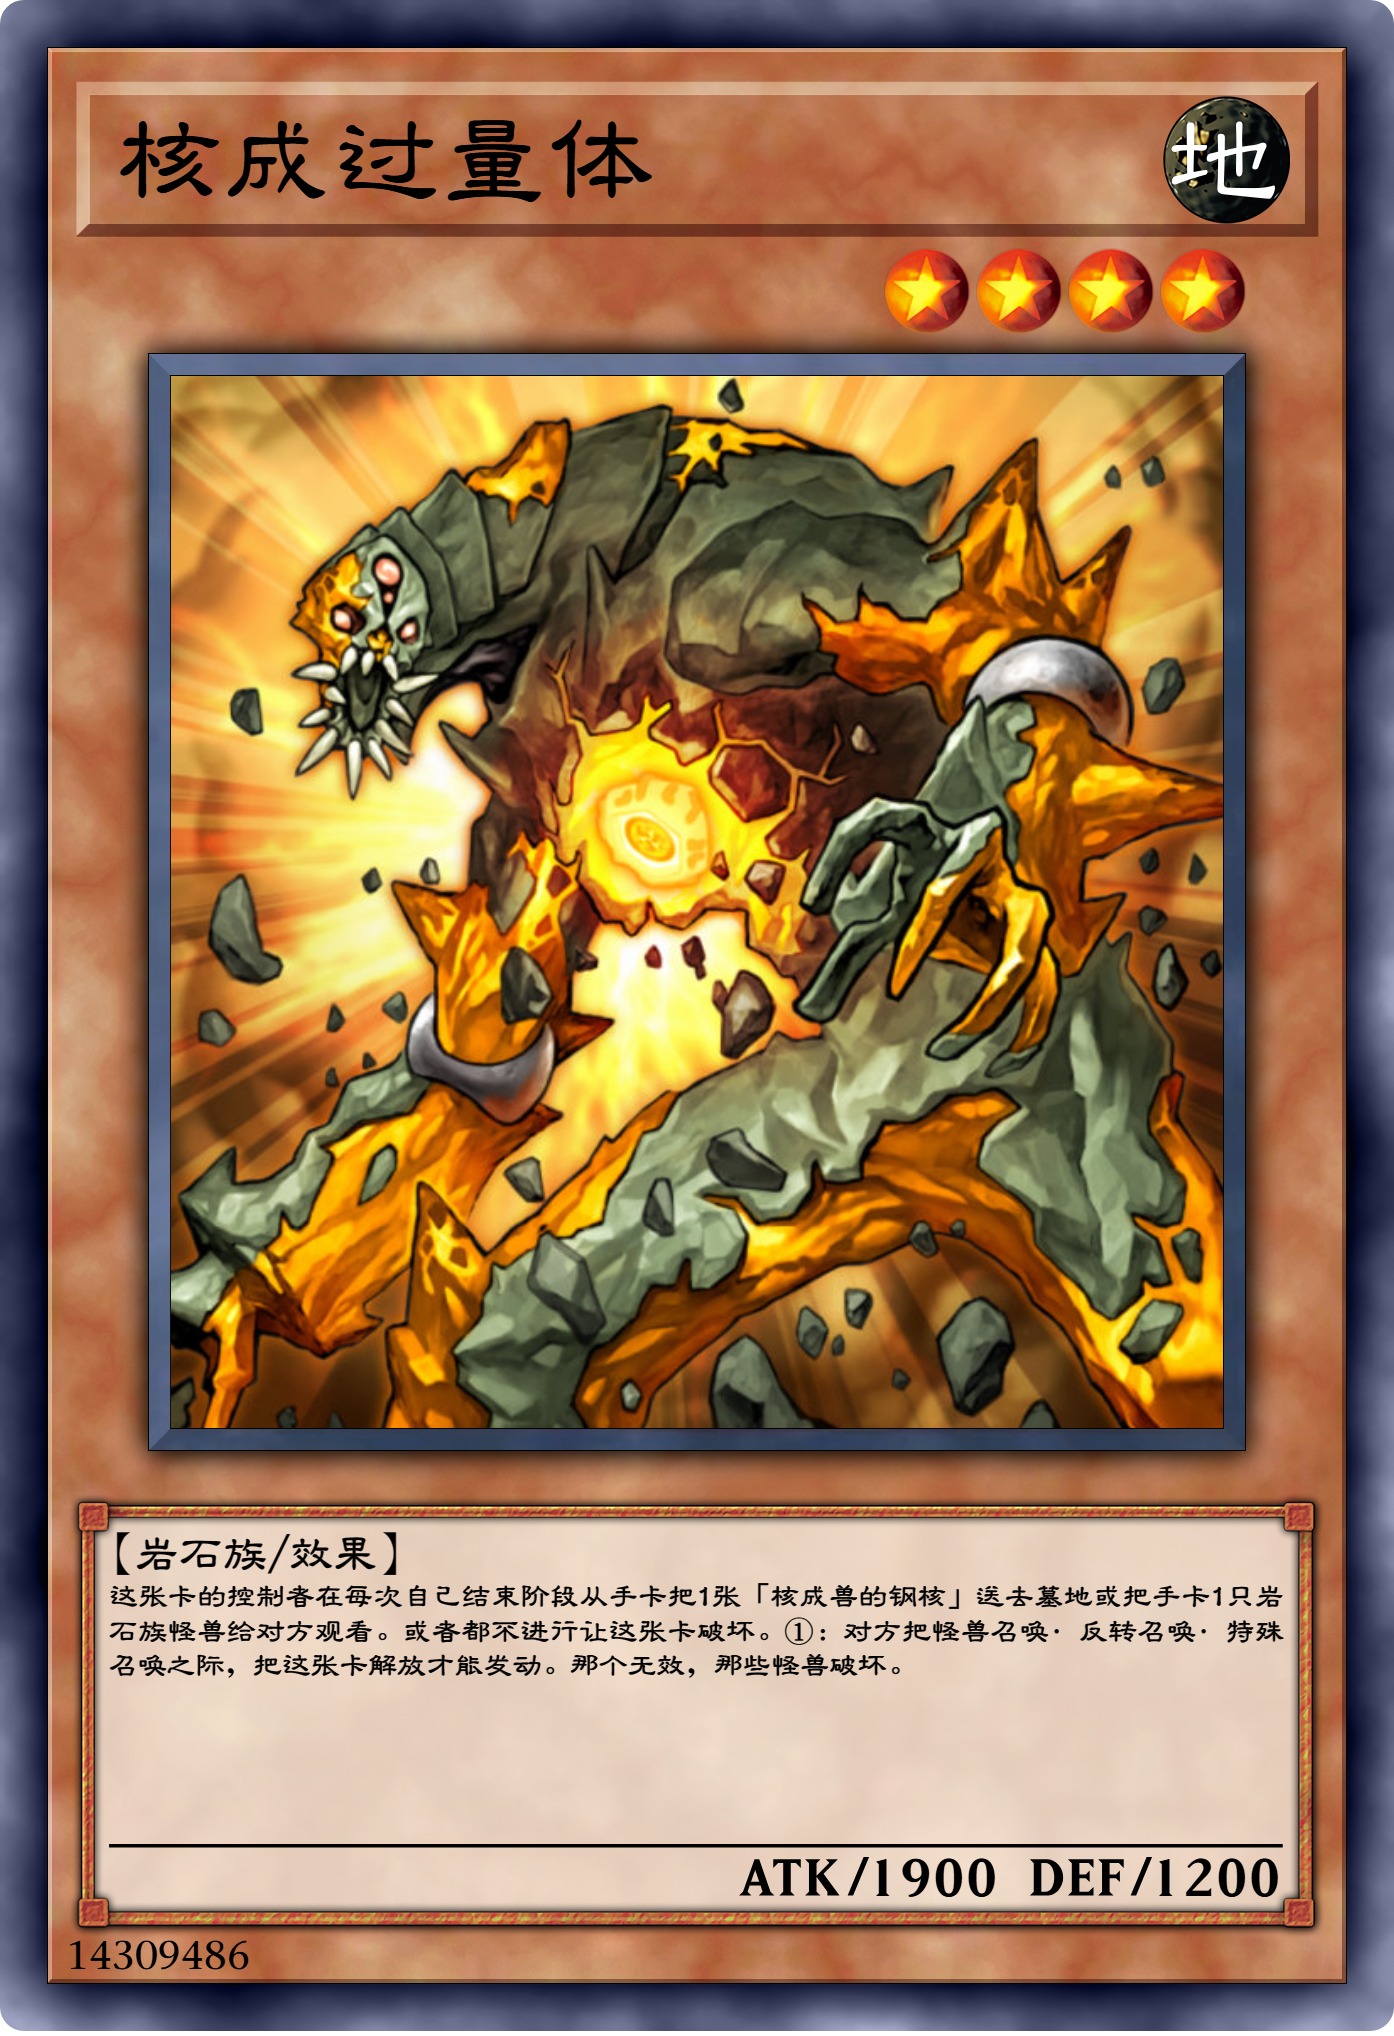 核成过量体
地
【岩石族/效果】
这张卡的控制者在每次自己结束阶段从手卡把1张「核成兽的钢核」送去墓地或把手卡1只岩
石族怪兽给对方观看。或者都不进行让这张卡破坏。①：对方把怪兽召唤·反转召唤·特殊
召唤之际，把这张卡解放才能发动。那个无效，那些怪兽破坏。
ATK/1900 DEF/1200
14309486